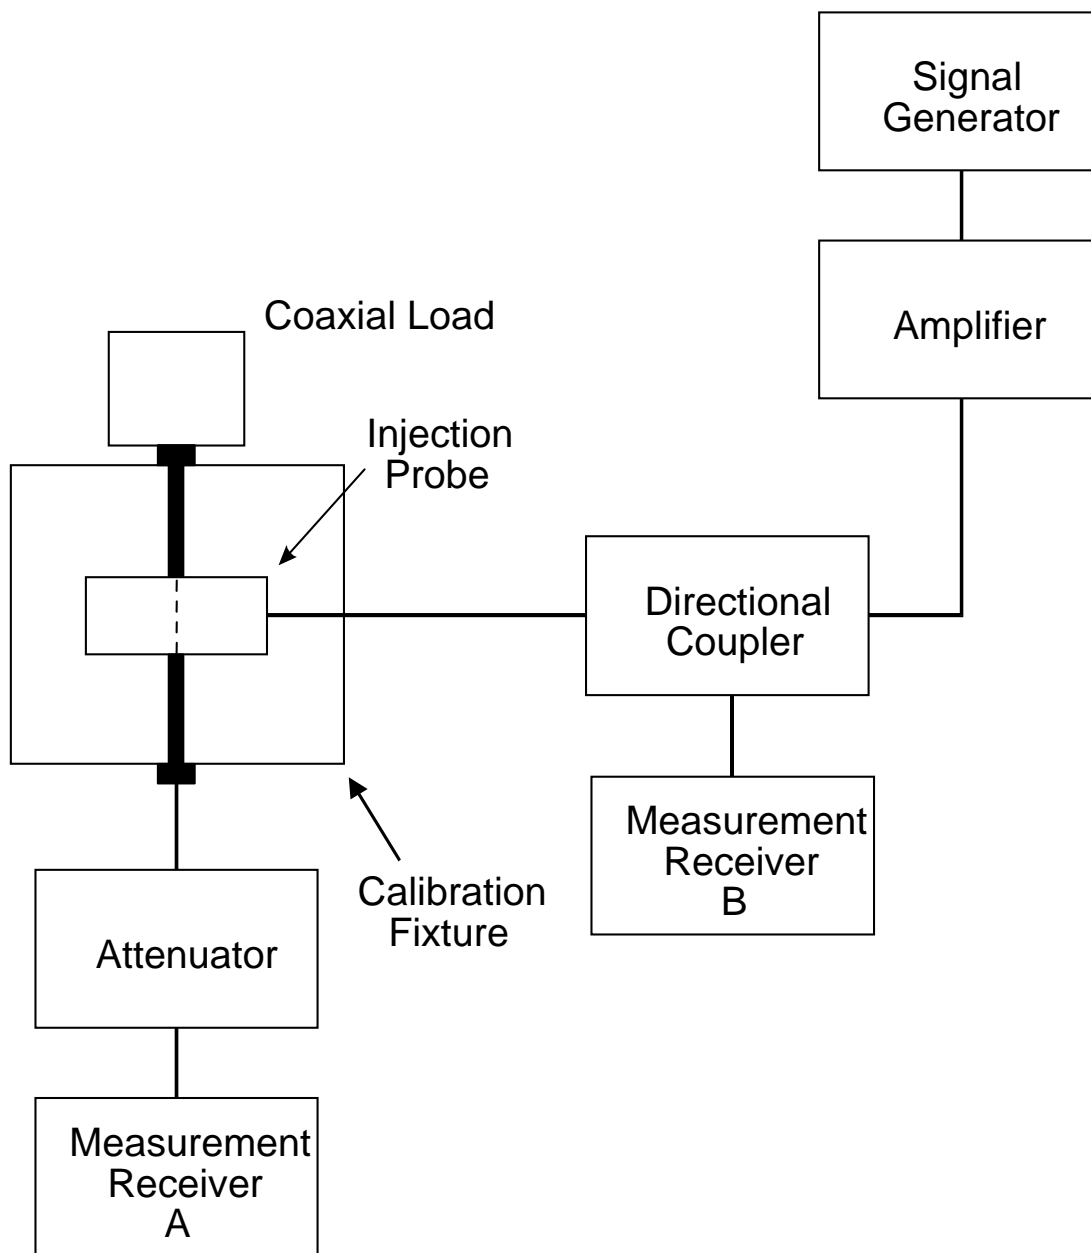 Signal
Generator
Amplifier
Coaxial Load
Injection
Probe
Directional
Coupler
Measurement
Receiver
B
Calibration
Fixture
Attenuator
Measurement
Receiver
A